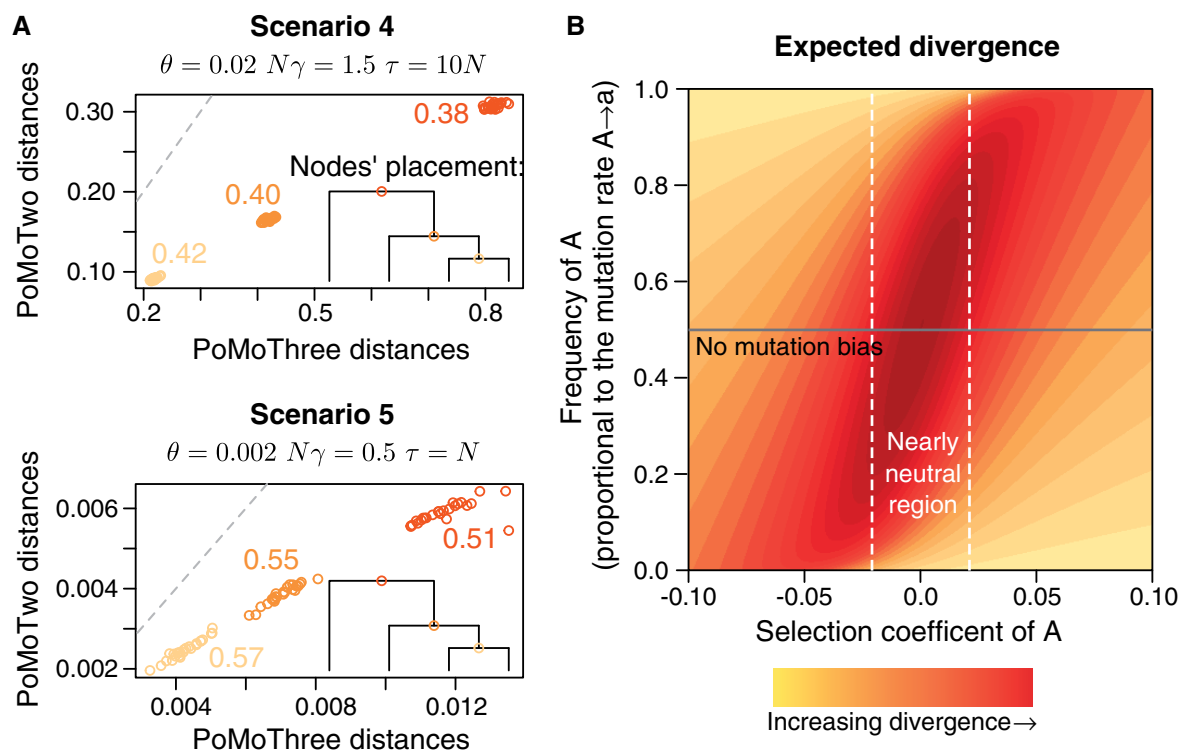 A
Scenario 4
θ = 0.02 Nγ = 1.5 τ = 10N
PoMoTwo distances
0.30
0.20
0.10
0.38
0.40
0.42
Nodes' placement:
0.2
0.5
0.8
PoMoThree distances
Scenario 5
θ = 0.002 Nγ = 0.5 τ = N
PoMoTwo distances
0.006
0.004
0.002
0.51
0.55
0.57
0.004
0.008
0.012
PoMoThree distances
B
Expected divergence
Frequency of A
(proportional to the mutation rate A→a)
1.0
0.8
0.6
0.4
0.2
0.0
No mutation bias
Nearly
neutral
region
-0.10
-0.05
0.0
0.05
0.10
Selection coefficent of A
Increasing divergence→